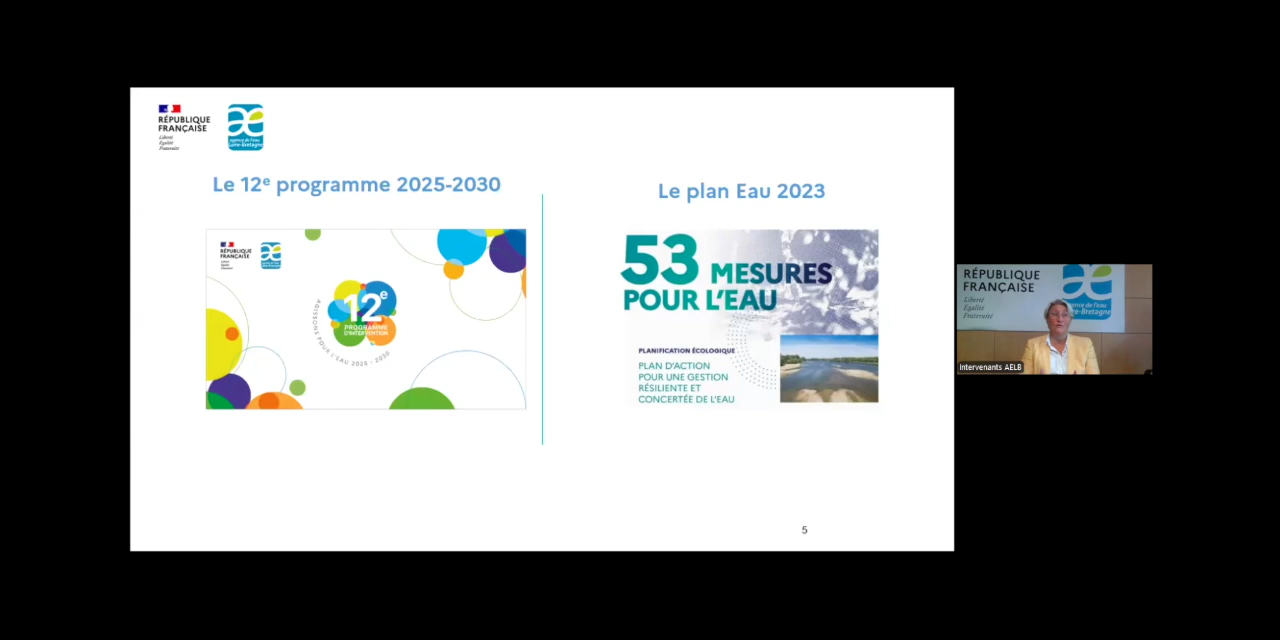 RÉPUBLIQUE
FRANÇAISE
Liberté
Égalité
Fraternité
agence de l'eau
Loire-Bretagne
Le 12e programme 2025-2030
RÉPUBLIQUE
FRANÇAISE
12e
PROGRAMME
D'INTERVENTION
AGISSONS POUR L'EAU 2025 - 2030
Le plan Eau 2023
53 MESURES
POUR L'EAU
PLANIFICATION ÉCOLOGIQUE
PLAN D'ACTION
POUR UNE GESTION
RÉSILIENTE ET
CONCERTÉE DE L'EAU
5
RÉPUBLIQUE
FRANÇAISE
Liberté
Égalité
Fraternité
Intervenants AELB